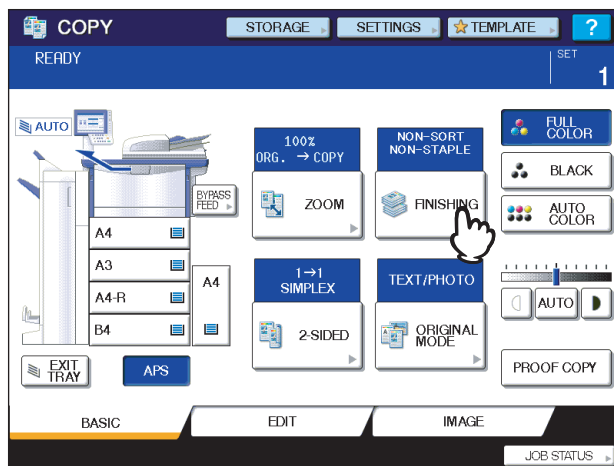 COPY
STORAGE
SETTINGS
TEMPLATE
?
READY
SET
1
AUTO
100%
ORG. → COPY
ZOOM
NON-SORT
NON-STAPLE
FINISHING
FULL
COLOR
BLACK
AUTO
COLOR
BYPASS
FEED
A4
A3
A4-R
B4
A4
1→1
SIMPLEX
2-SIDED
TEXT/PHOTO
ORIGINAL
MODE
AUTO
EXIT
TRAY
APS
PROOF COPY
BASIC
EDIT
IMAGE
JOB STATUS